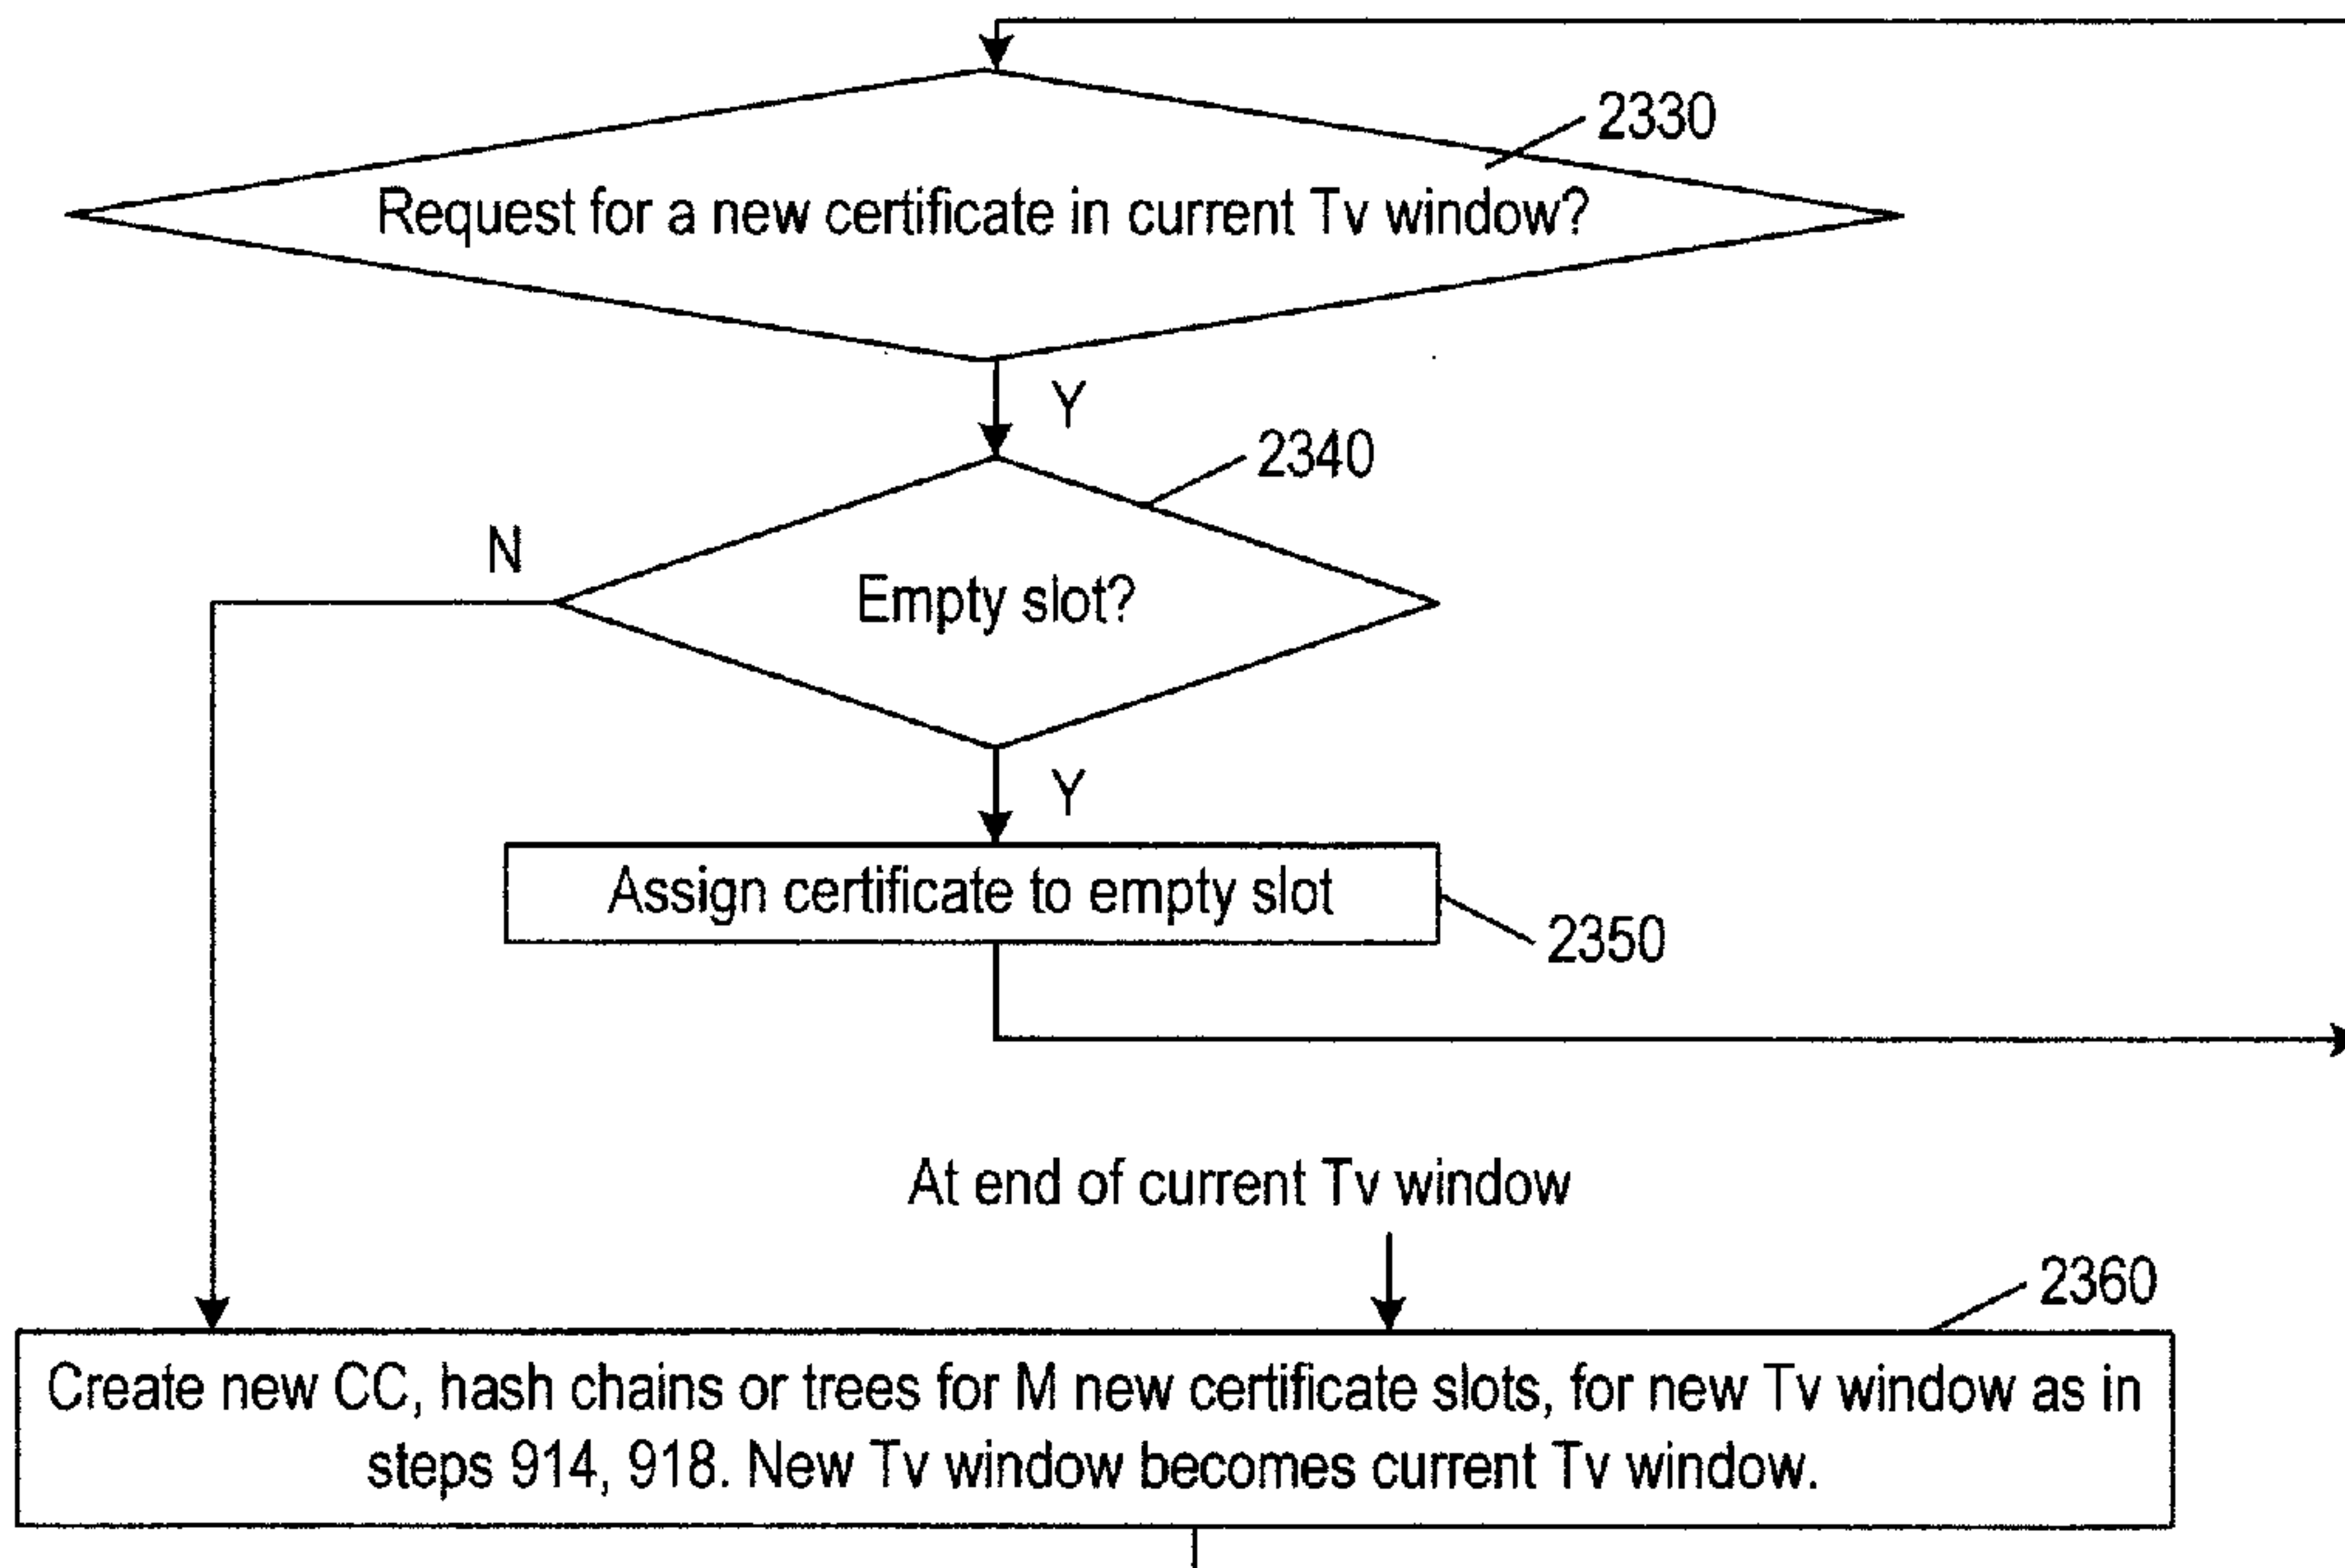 2330
Request for a new certificate in current Tv window?
Y
2340
N
Empty slot?
Y
Assign certificate to empty slot
2350
At end of current Tv window
2360
Create new CC, hash chains or trees for M new certificate slots, for new Tv window as in
steps 914, 918. New Tv window becomes current Tv window.